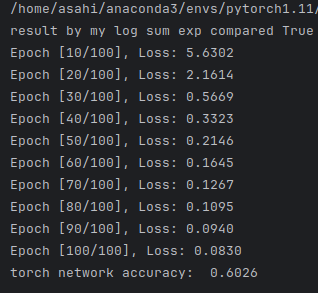 /home/asahi/anaconda3/envs/pytorch1.11/
result by my log sum exp compared True
Epoch [10/100], Loss: 5.6302
Epoch [20/100], Loss: 2.1614
Epoch [30/100], Loss: 0.5669
Epoch [40/100], Loss: 0.3323
Epoch [50/100], Loss: 0.2146
Epoch [60/100], Loss: 0.1645
Epoch [70/100], Loss: 0.1267
Epoch [80/100], Loss: 0.1095
Epoch [90/100], Loss: 0.0940
Epoch [100/100], Loss: 0.0830
torch network accuracy:  0.6026